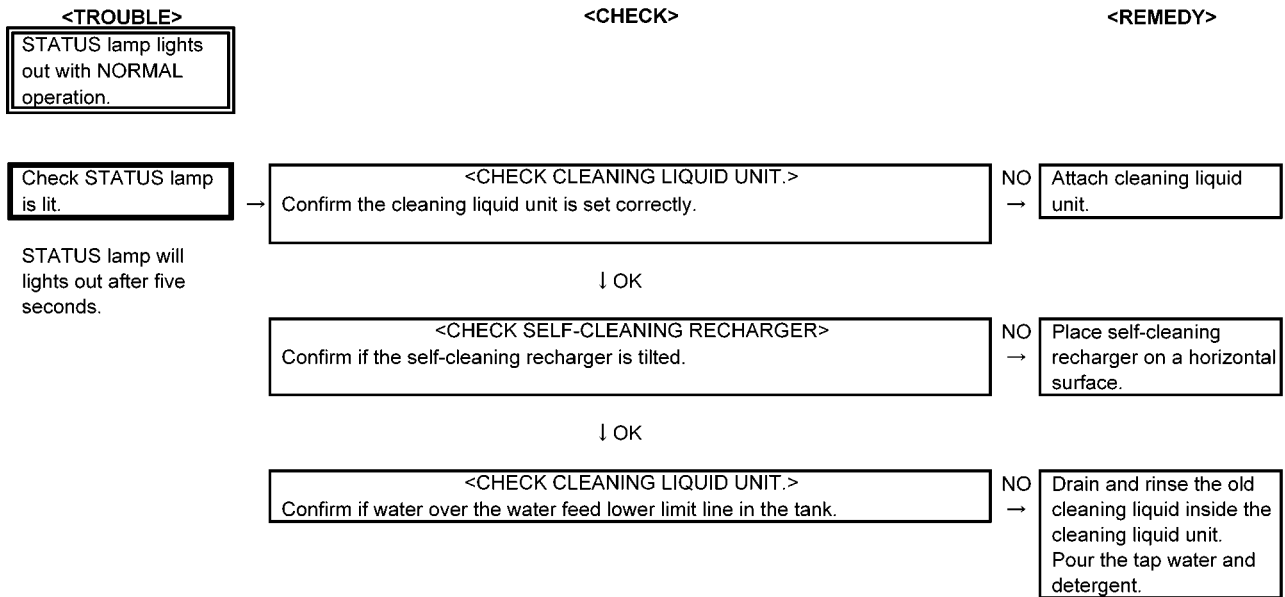 <TROUBLE>
<CHECK>
<REMEDY>
STATUS lamp lights
out with NORMAL
operation.
Check STATUS lamp
is lit.
→
<CHECK CLEANING LIQUID UNIT.>
Confirm the cleaning liquid unit is set correctly.
NO
→
Attach cleaning liquid
unit.
STATUS lamp will
lights out after five
seconds.
↓ OK
<CHECK SELF-CLEANING RECHARGER>
Confirm if the self-cleaning recharger is tilted.
NO
→
Place self-cleaning
recharger on a horizontal
surface.
↓ OK
<CHECK CLEANING LIQUID UNIT.>
Confirm if water over the water feed lower limit line in the tank.
NO
→
Drain and rinse the old
cleaning liquid inside the
cleaning liquid unit.
Pour the tap water and
detergent.